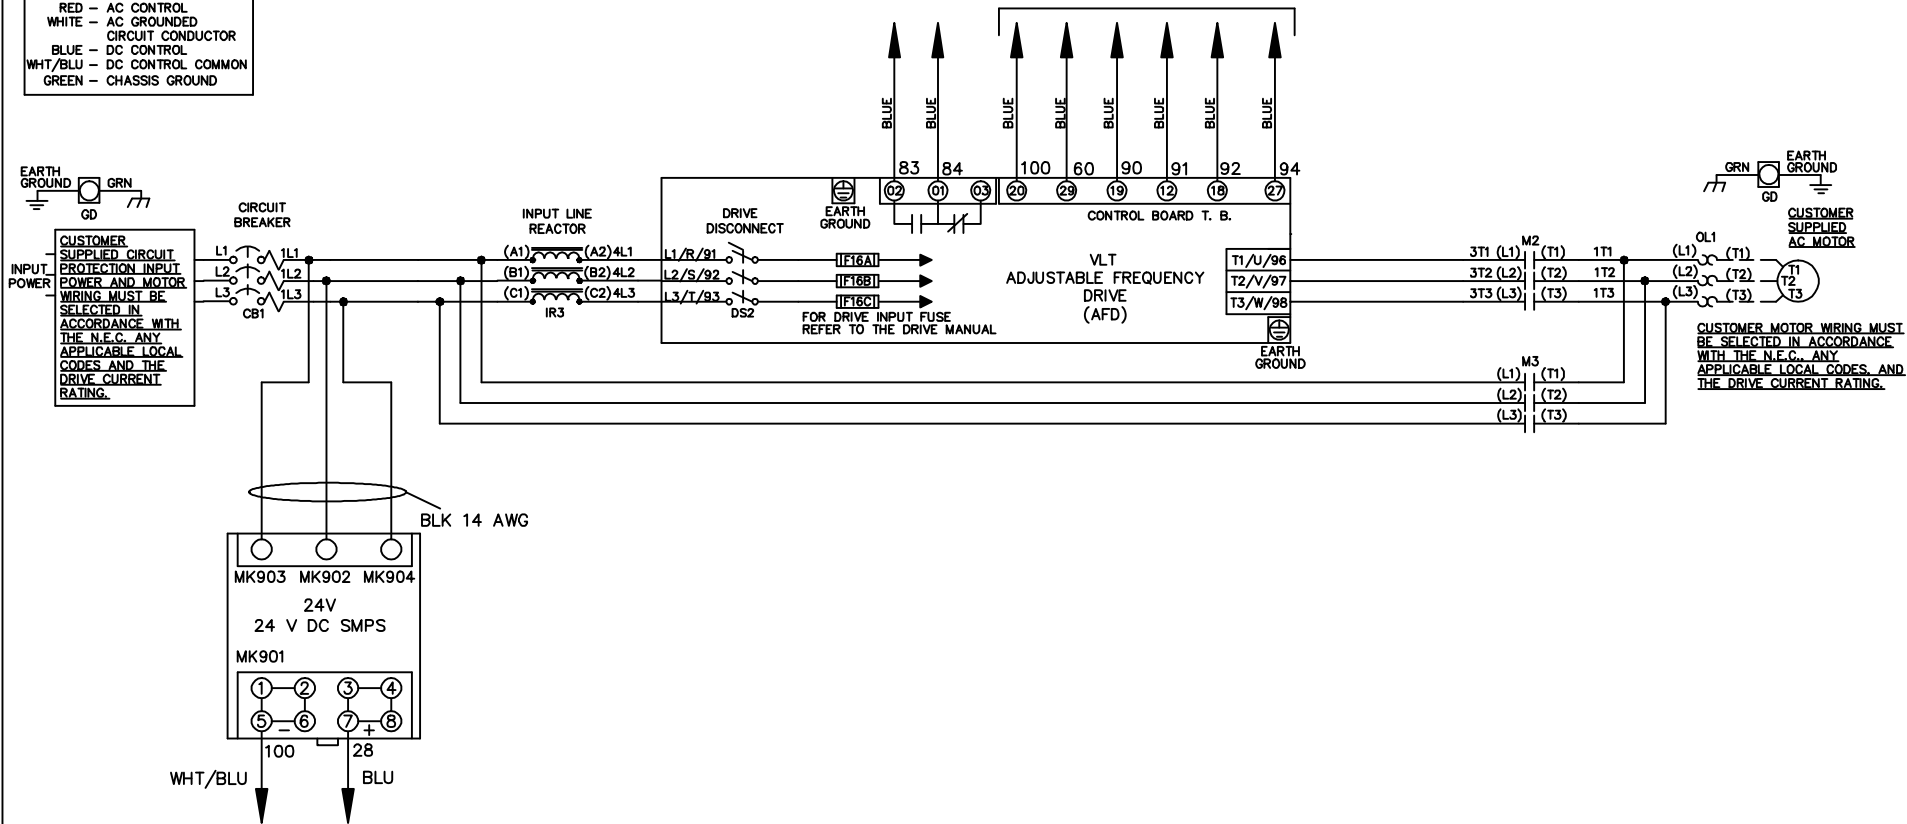 RED – AC CONTROL
WHITE – AC GROUNDED
CIRCUIT CONDUCTOR
BLUE – DC CONTROL
WHT/BLU – DC CONTROL COMMON
GREEN – CHASSIS GROUND
BLUE
BLUE
BLUE
BLUE
BLUE
BLUE
BLUE
BLUE
83
84
100
60
90
91
92
94
02
01
03
20
29
19
12
18
27
CONTROL BOARD T. B.
EARTH
GROUND
GRN
GD
INPUT
POWER
CUSTOMER
SUPPLIED CIRCUIT
PROTECTION INPUT
POWER AND MOTOR
WIRING MUST BE
SELECTED IN
ACCORDANCE WITH
THE N.E.C. ANY
APPLICABLE LOCAL
CODES AND THE
DRIVE CURRENT
RATING.
CIRCUIT
BREAKER
L1
1L1
L2
1L2
L3
1L3
CB1
INPUT LINE
REACTOR
(A1)
(A2)4L1
(B1)
(B2)4L2
(C1)
(C2)4L3
IR3
DRIVE
DISCONNECT
L1/R/91
L2/S/92
L3/T/93
DS2
EARTH
GROUND
F16A
F16B
F16C
FOR DRIVE INPUT FUSE
REFER TO THE DRIVE MANUAL
VLT
ADJUSTABLE FREQUENCY
DRIVE
(AFD)
T1/U/96
T2/V/97
T3/W/98
EARTH
GROUND
M2
3T1 (L1) (T1) 1T1
3T2 (L2) (T2) 1T2
3T3 (L3) (T3) 1T3
M3
(L1) (T1)
(L2) (T2)
(L3) (T3)
GRN
EARTH
GROUND
GD
CUSTOMER
SUPPLIED
AC MOTOR
OL1
(L1) (T1)
(L2) (T2)
(L3) (T3)
T1
T2
T3
CUSTOMER MOTOR WIRING MUST
BE SELECTED IN ACCORDANCE
WITH THE N.E.C., ANY
APPLICABLE LOCAL CODES, AND
THE DRIVE CURRENT RATING.
BLK 14 AWG
MK903 MK902 MK904
24V
24 V DC SMPS
MK901
1 2 3 4
5 6 7 8
– +
100
28
WHT/BLU
BLU